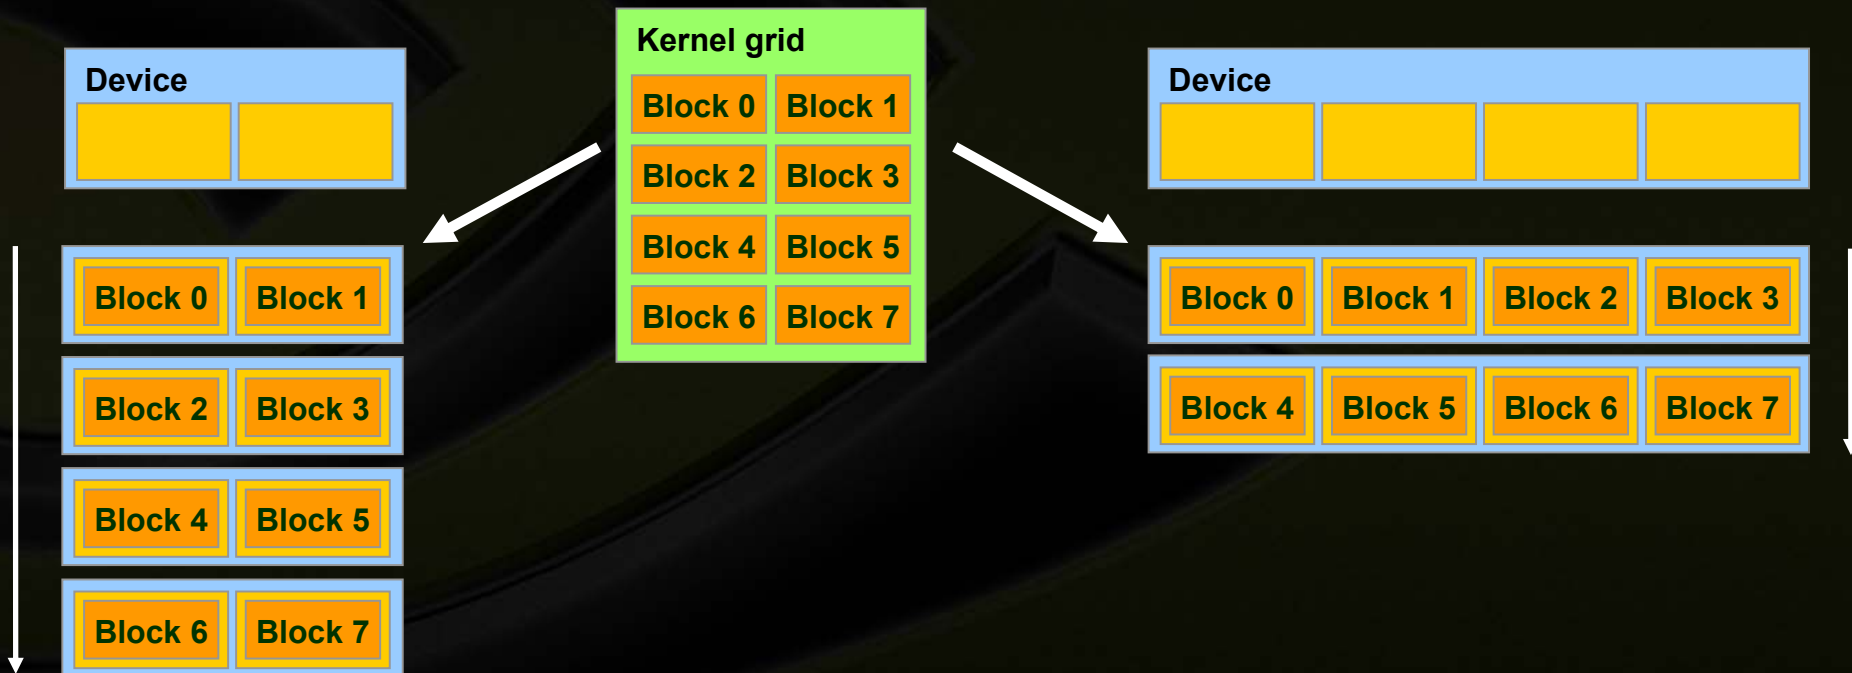 Device
Block 0 Block 1
Block 2 Block 3
Block 4 Block 5
Block 6 Block 7
Kernel grid
Block 0 Block 1
Block 2 Block 3
Block 4 Block 5
Block 6 Block 7
Device
Block 0 Block 1 Block 2 Block 3
Block 4 Block 5 Block 6 Block 7